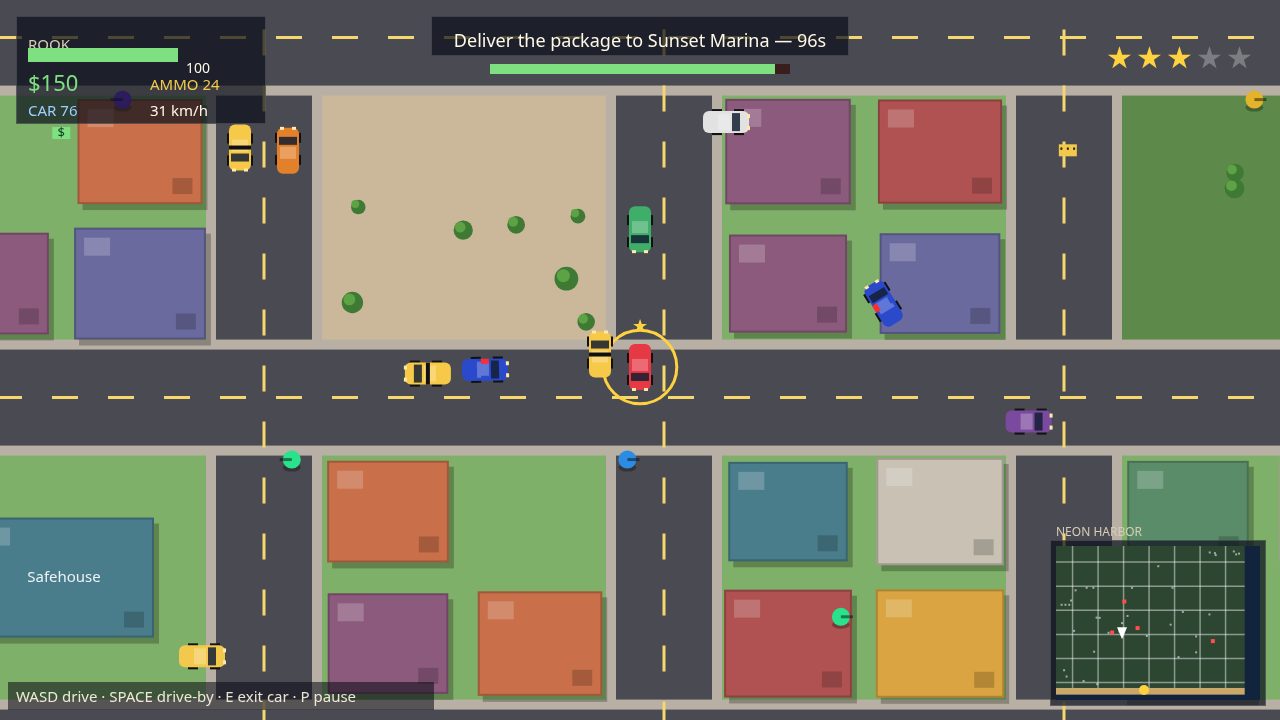 Deliver the package to Sunset Marina — 96s
ROOK
100
$150
AMMO 24
CAR 76
31 km/h
$
Safehouse
NEON HARBOR
WASD drive · SPACE drive-by · E exit car · P pause